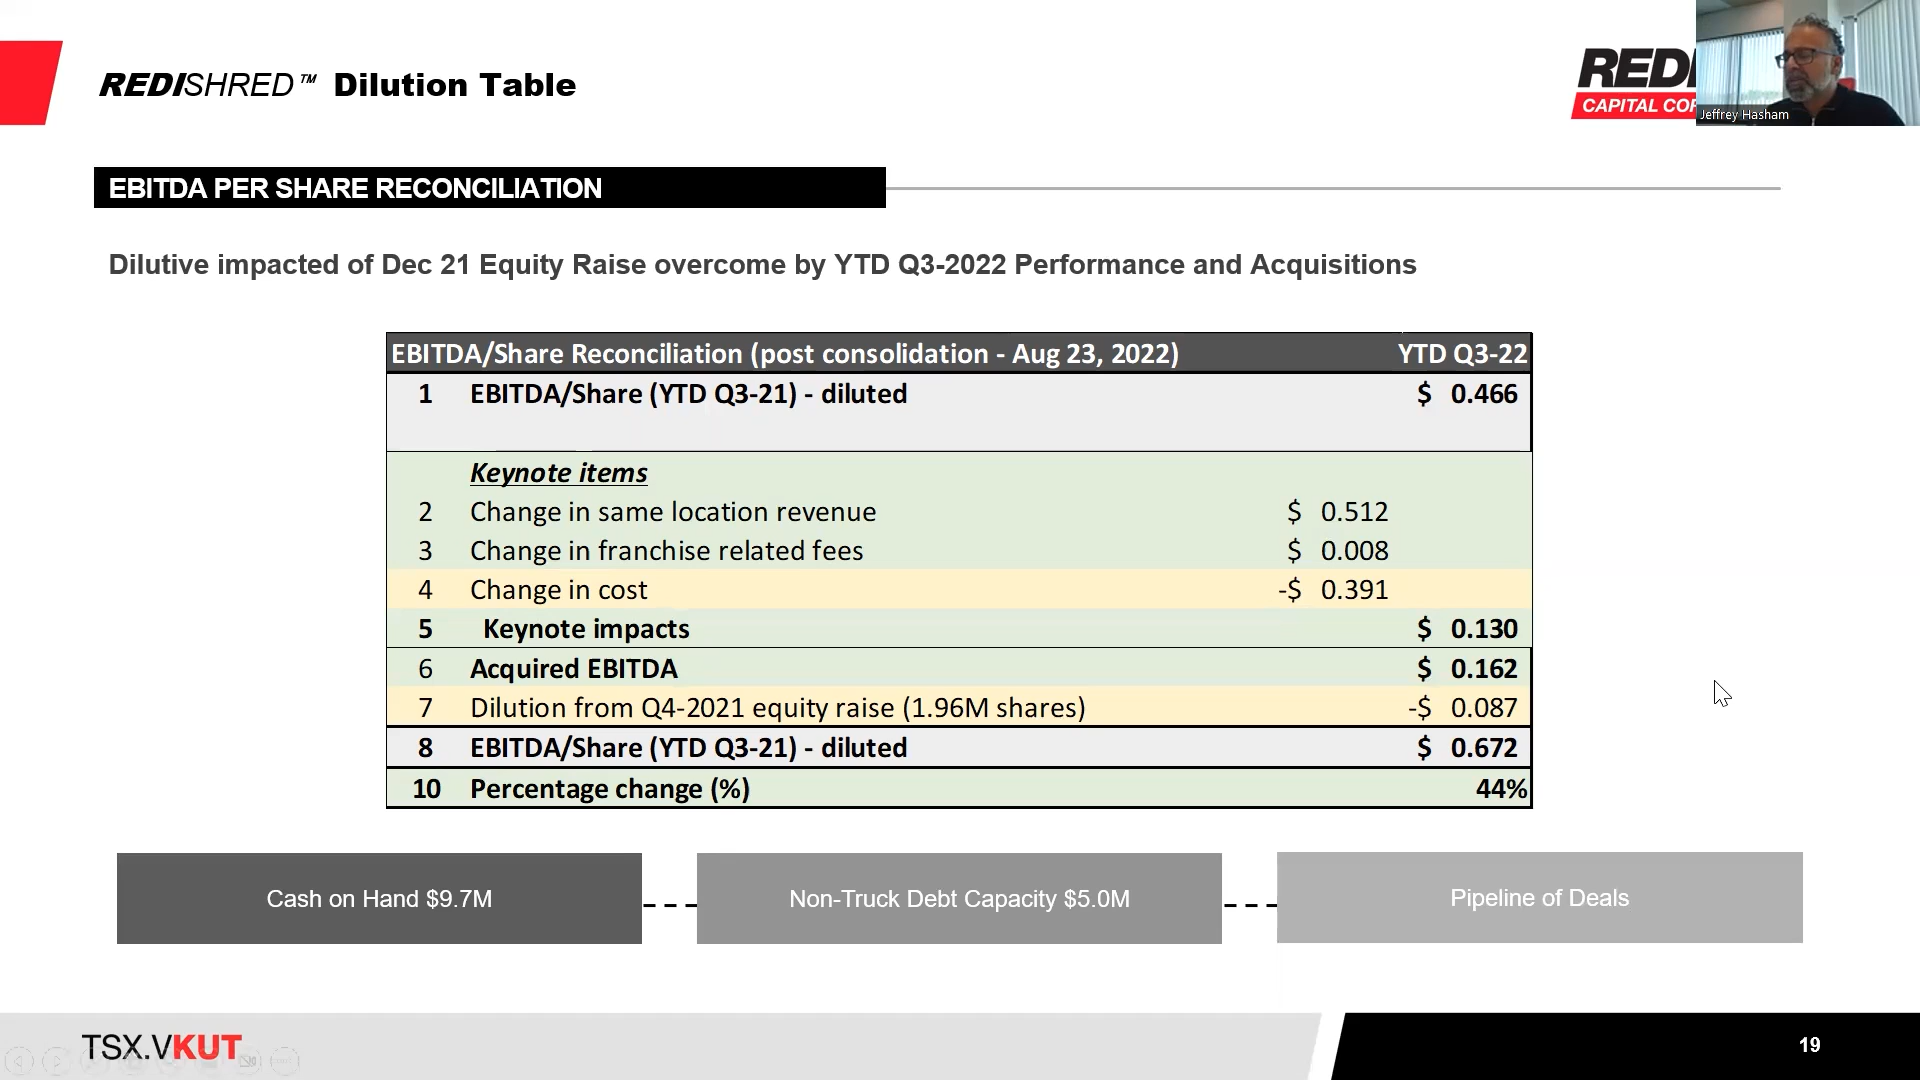 REDISHRED™ Dilution Table
CAPITAL
Jeffrey Hasham
EBITDA PER SHARE RECONCILIATION
Dilutive impacted of Dec 21 Equity Raise overcome by YTD Q3-2022 Performance and Acquisitions
EBITDA/Share Reconciliation (post consolidation - Aug 23, 2022) YTD Q3-22
1 EBITDA/Share (YTD Q3-21) - diluted $ 0.466
Keynote items
2 Change in same location revenue $ 0.512
3 Change in franchise related fees $ 0.008
4 Change in cost -$ 0.391
5 Keynote impacts $ 0.130
6 Acquired EBITDA $ 0.162
7 Dilution from Q4-2021 equity raise (1.96M shares) -$ 0.087
8 EBITDA/Share (YTD Q3-21) - diluted $ 0.672
10 Percentage change (%) 44%
Cash on Hand $9.7M
Non-Truck Debt Capacity $5.0M
Pipeline of Deals
TSX.VKUT
19